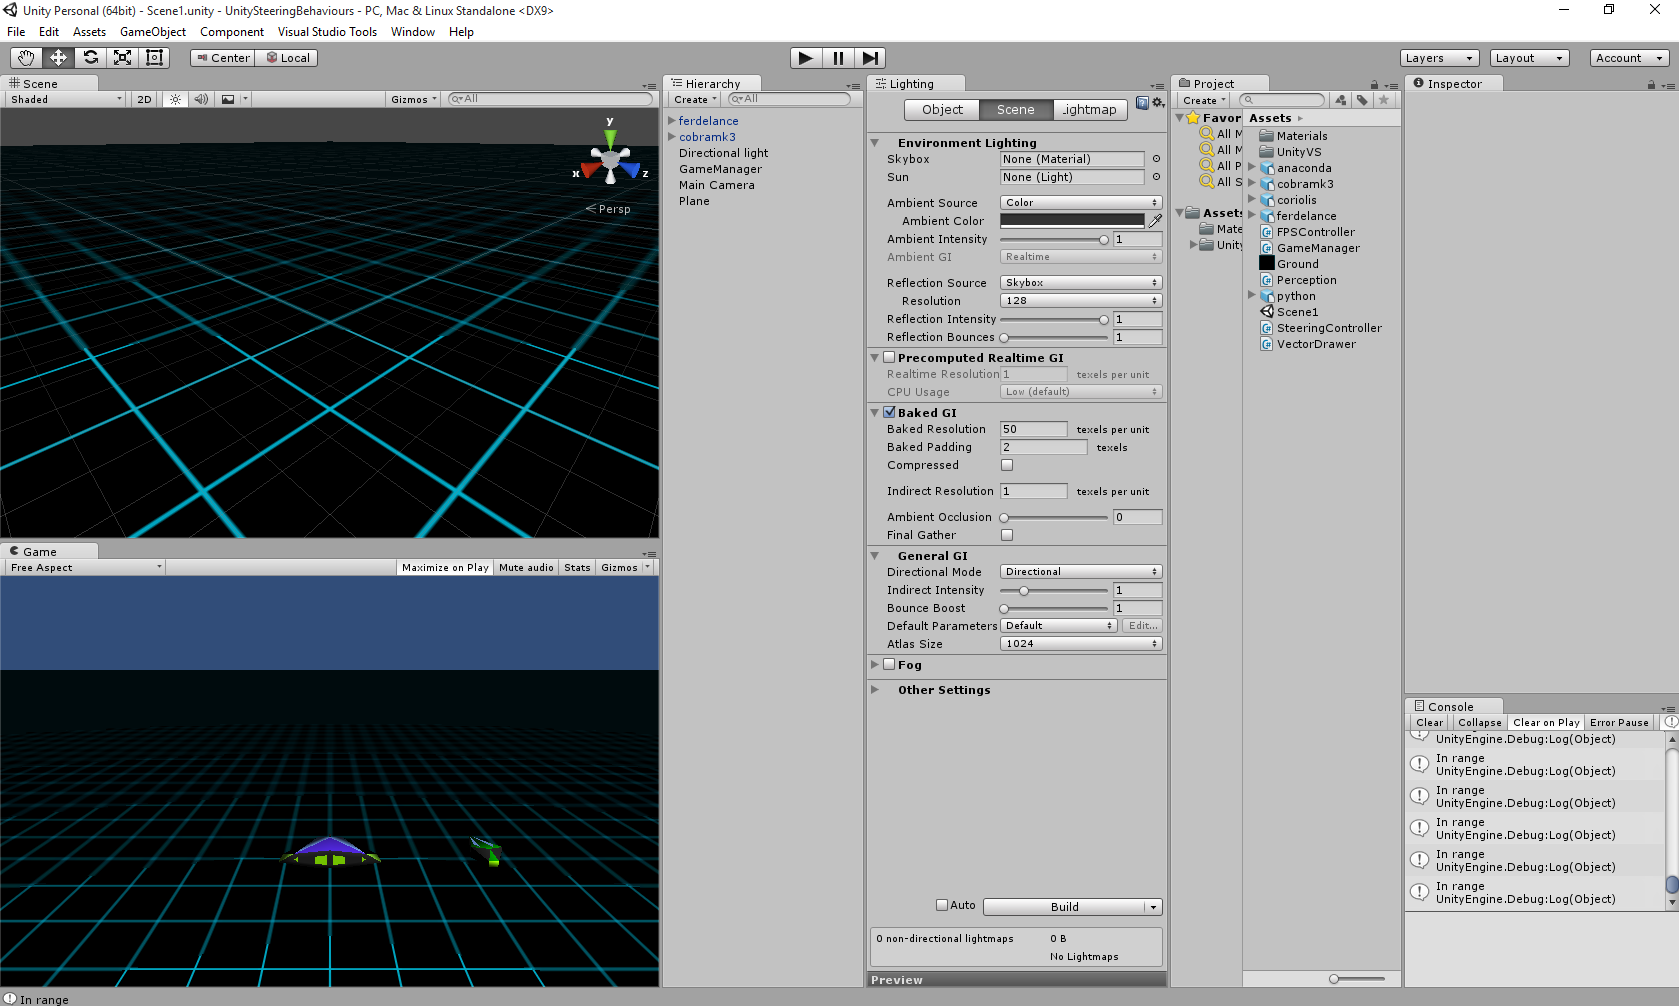 Unity Personal (64bit) - Scene1.unity - UnitySteeringBehaviours - PC, Mac & Linux Standalone <DX9>
File Edit Assets GameObject Component Visual Studio Tools Window Help
Center Local Layers Layout Account
Scene
Shaded 2D Gizmos All
y
x z
Persp
Game
Free Aspect Maximize on Play Mute audio Stats Gizmos
Hierarchy
Create All
ferdelance
cobramk3
Directional light
GameManager
Main Camera
Plane
Lighting
Object Scene Lightmap
Environment Lighting
Skybox None (Material)
Sun None (Light)
Ambient Source Color
Ambient Color
Ambient Intensity 1
Ambient GI Realtime
Reflection Source Skybox
Resolution 128
Reflection Intensity 1
Reflection Bounces 1
Precomputed Realtime GI
Realtime Resolution 1 texels per unit
CPU Usage Low (default)
Baked GI
Baked Resolution 50 texels per unit
Baked Padding 2 texels
Compressed
Indirect Resolution 1 texels per unit
Ambient Occlusion 0
Final Gather
General GI
Directional Mode Directional
Indirect Intensity 1
Bounce Boost 1
Default Parameters Default Edit...
Atlas Size 1024
Fog
Other Settings
Auto Build
0 non-directional lightmaps 0 B
No Lightmaps
Preview
Project
Create
Favor
All M
All M
All P
All S
Assets
Mate
Unity
Assets
Materials
UnityVS
anaconda
cobramk3
coriolis
ferdelance
FPSController
GameManager
Ground
Perception
python
Scene1
SteeringController
VectorDrawer
Inspector
Console
Clear Collapse Clear on Play Error Pause
UnityEngine.Debug:Log(Object)
In range
UnityEngine.Debug:Log(Object)
In range
UnityEngine.Debug:Log(Object)
In range
UnityEngine.Debug:Log(Object)
In range
UnityEngine.Debug:Log(Object)
In range
UnityEngine.Debug:Log(Object)
In range